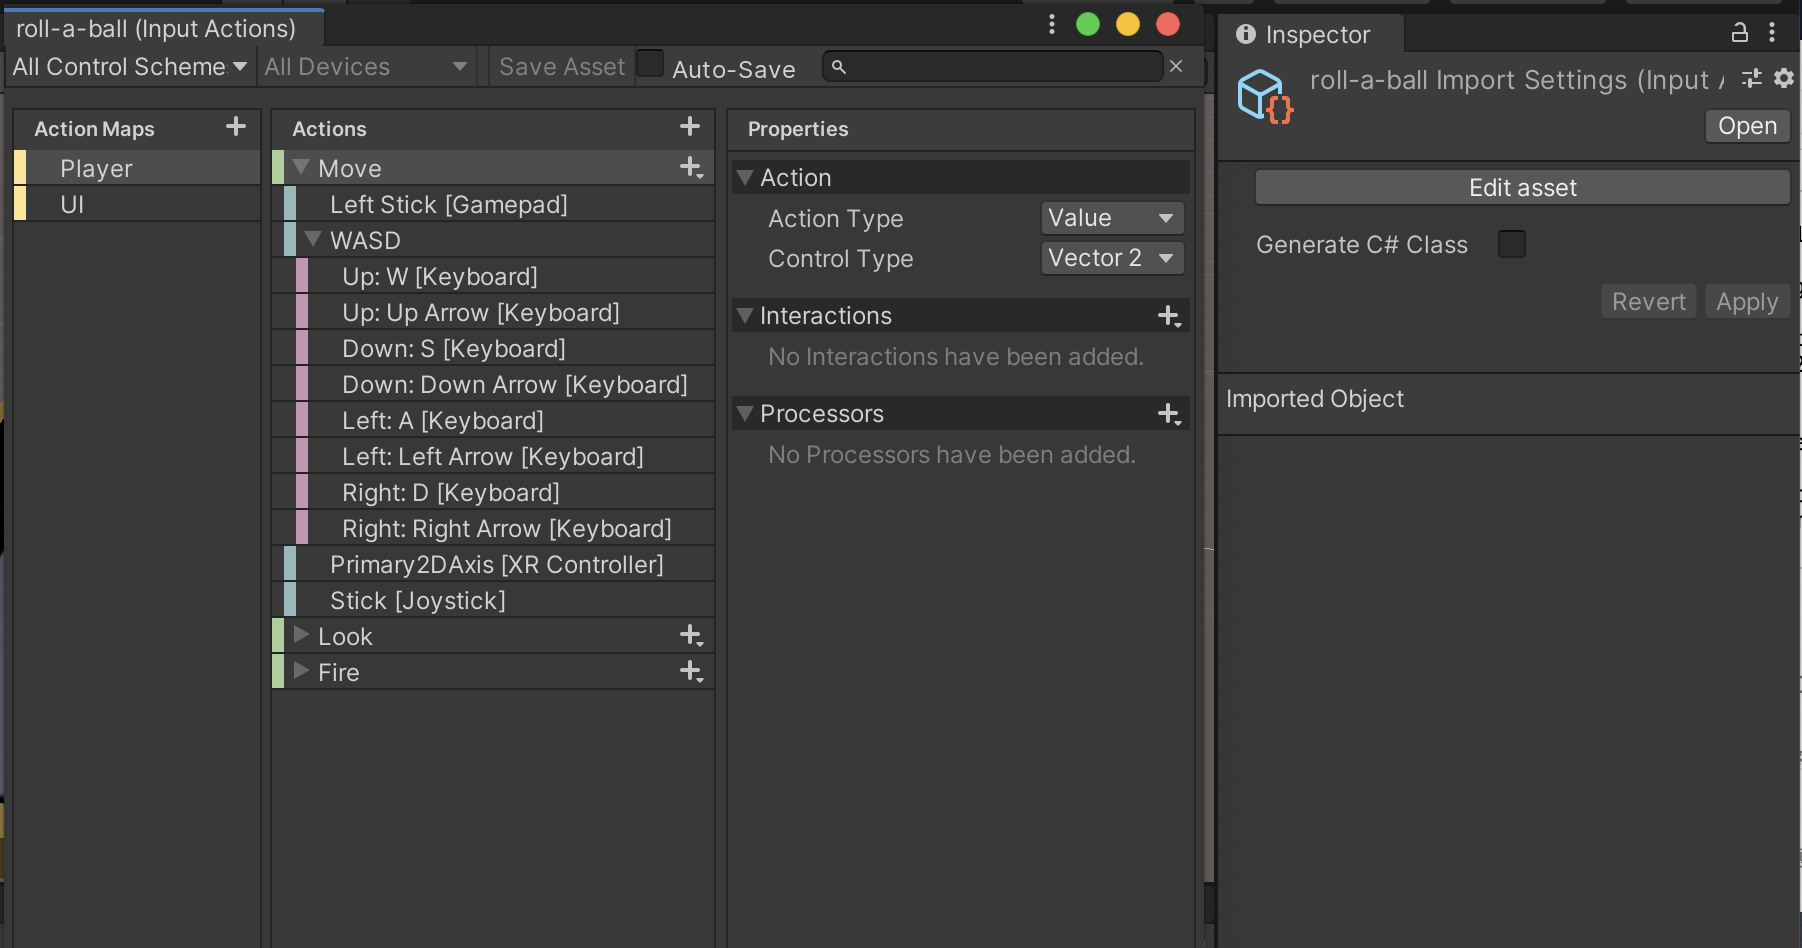 roll-a-ball (Input Actions)
All Control Scheme
All Devices
Save Asset
Auto-Save
Action Maps
Player
UI
Actions
Move
Left Stick [Gamepad]
WASD
Up: W [Keyboard]
Up: Up Arrow [Keyboard]
Down: S [Keyboard]
Down: Down Arrow [Keyboard]
Left: A [Keyboard]
Left: Left Arrow [Keyboard]
Right: D [Keyboard]
Right: Right Arrow [Keyboard]
Primary2DAxis [XR Controller]
Stick [Joystick]
Look
Fire
Properties
Action
Action Type
Value
Control Type
Vector 2
Interactions
No Interactions have been added.
Processors
No Processors have been added.
Inspector
roll-a-ball Import Settings (Input
Open
Edit asset
Generate C# Class
Revert
Apply
Imported Object